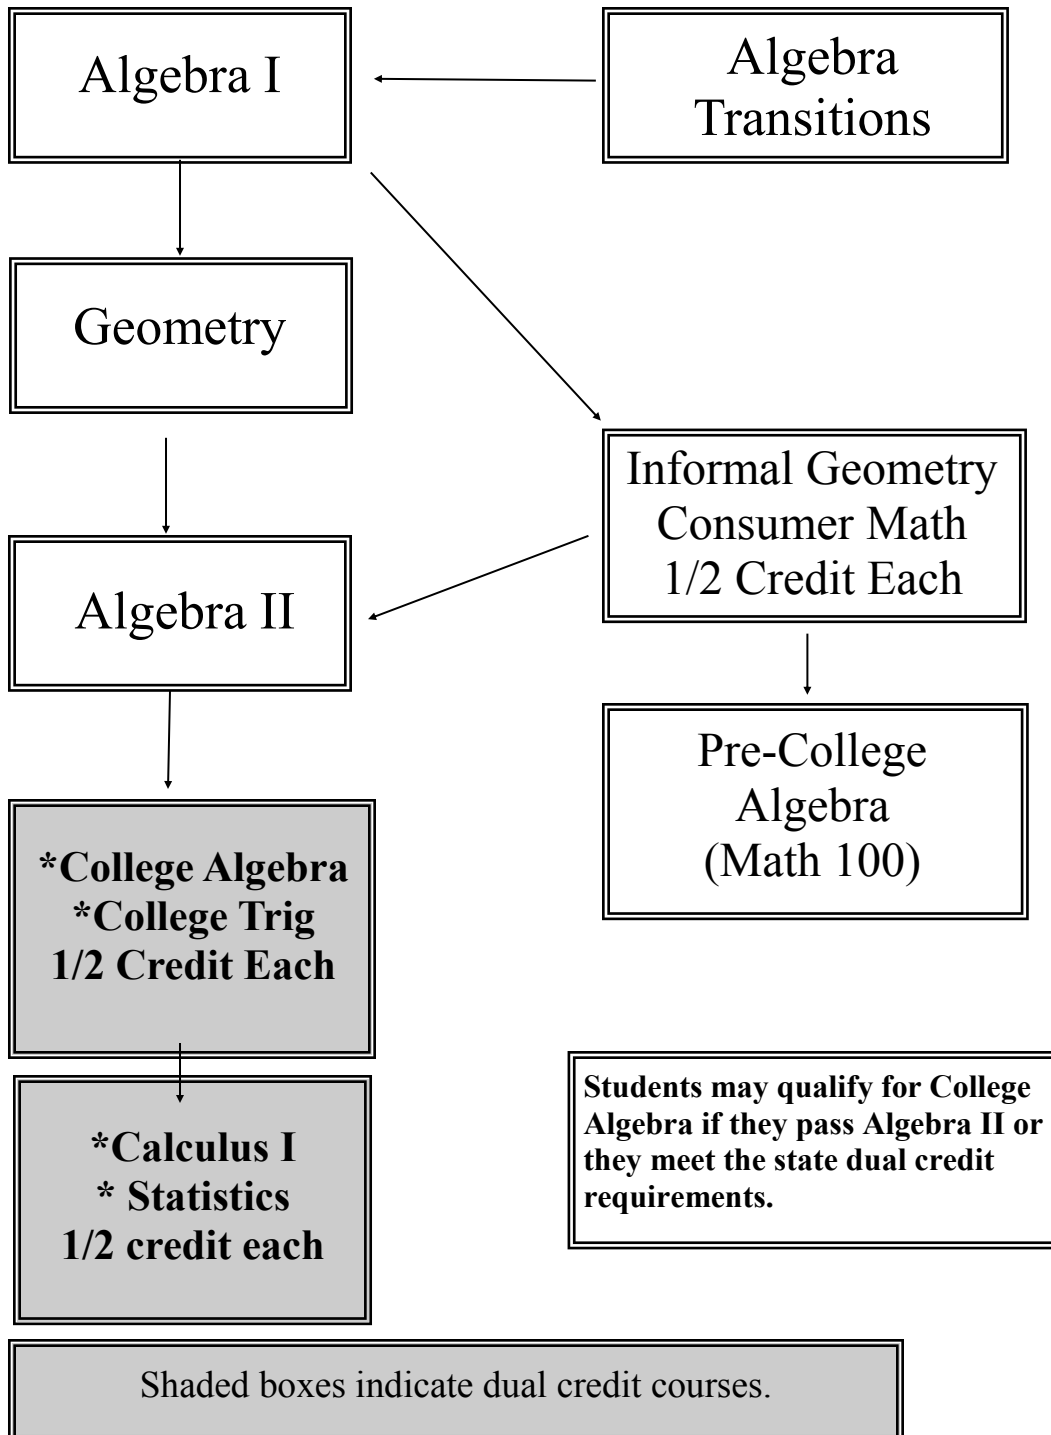 Algebra I
Algebra
Transitions
Geometry
Informal Geometry
Consumer Math
1/2 Credit Each
Algebra II
Pre-College
Algebra
(Math 100)
*College Algebra
*College Trig
1/2 Credit Each
Students may qualify for College
Algebra if they pass Algebra II or
they meet the state dual credit
requirements.
*Calculus I
* Statistics
1/2 credit each
Shaded boxes indicate dual credit courses.